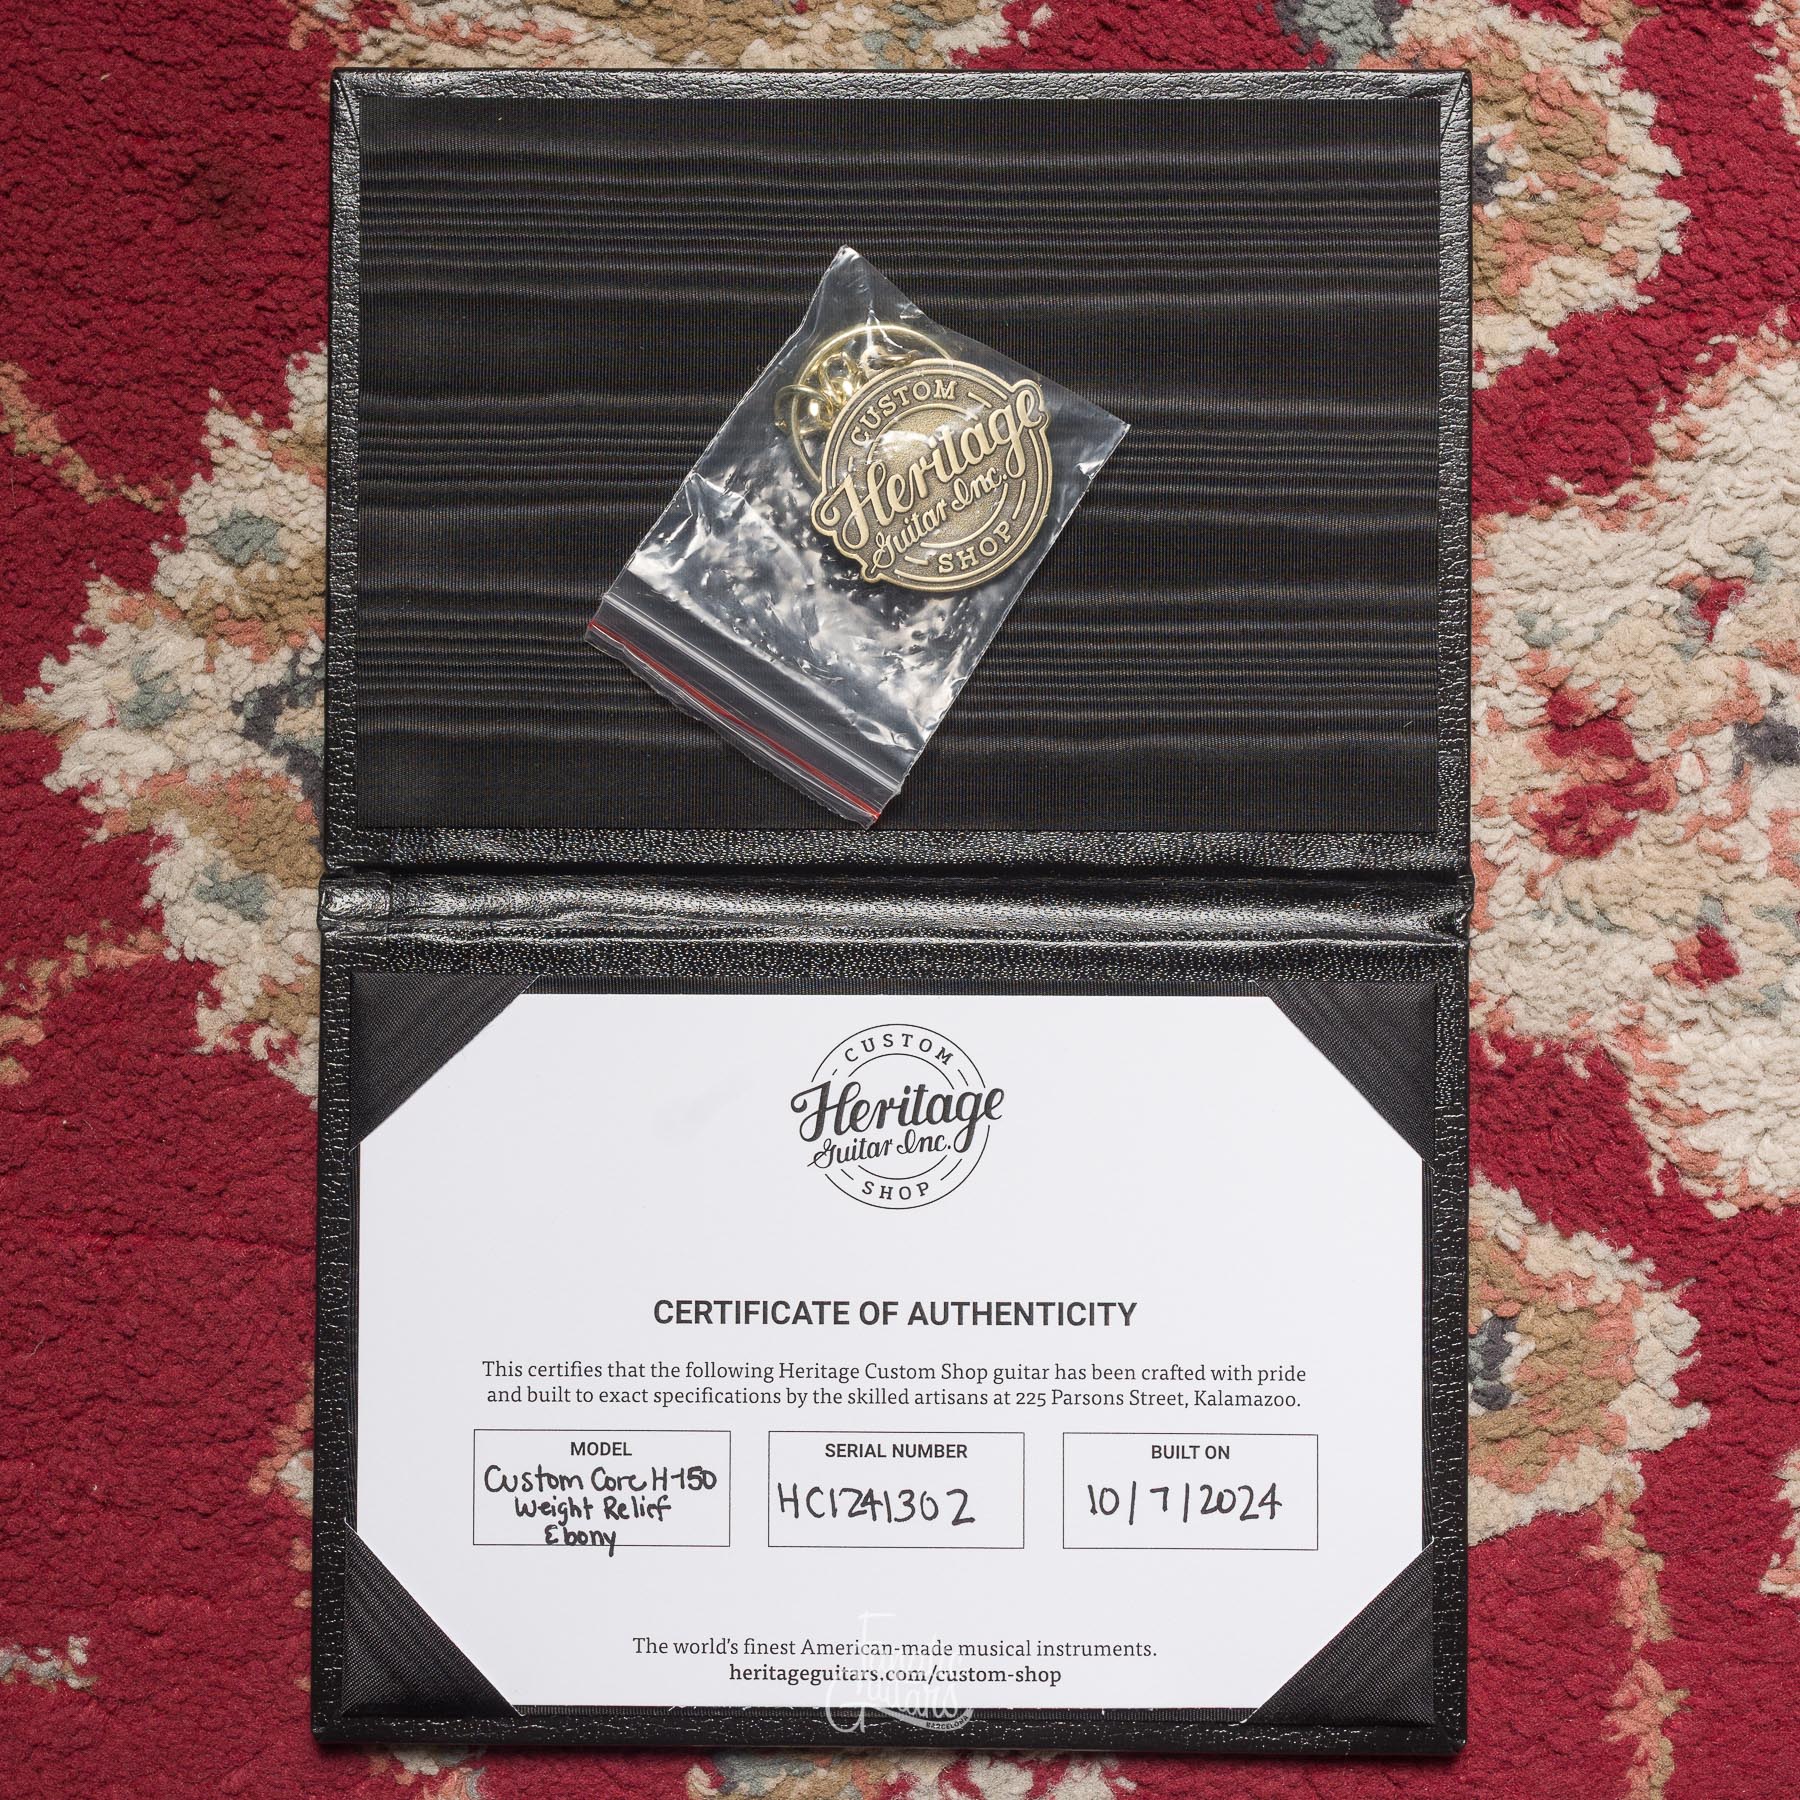 CUSTOM
Heritage
Guitar Inc.
SHOP
CUSTOM
Heritage
Guitar Inc.
SHOP
CERTIFICATE OF AUTHENTICITY
This certifies that the following Heritage Custom Shop guitar has been crafted with pride
and built to exact specifications by the skilled artisans at 225 Parsons Street, Kalamazoo.
MODEL
Custom Core H-150
Weight Relief
Ebony
SERIAL NUMBER
HC1241302
BUILT ON
10/7/2024
The world's finest American-made musical instruments.
heritageguitars.com/custom-shop
Fanatic
Guitars
BARCELONA